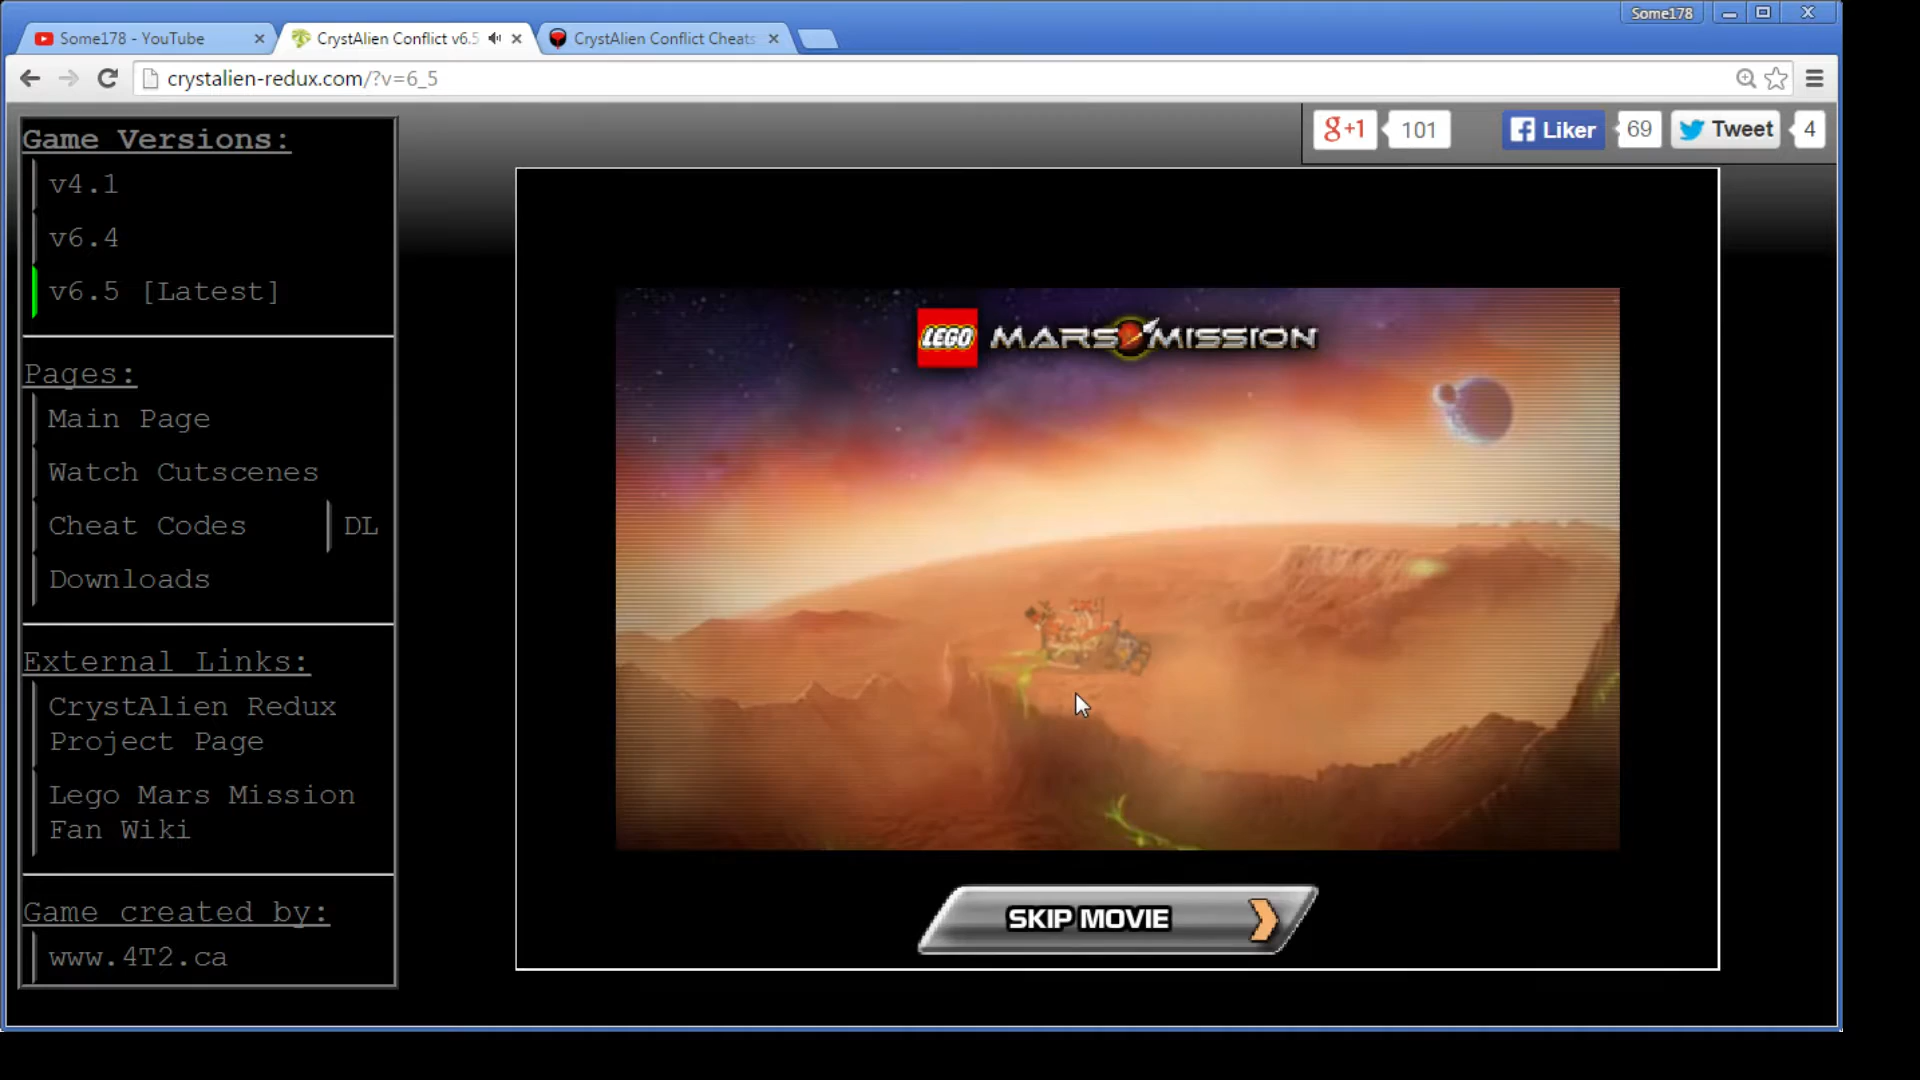 Some178
Some178 - YouTube
CrystAlien Conflict v6.5
CrystAlien Conflict Cheats
crystalien-redux.com/?v=6_5
g+1 101 Liker 69 Tweet 4
Game Versions:
v4.1
v6.4
v6.5 [Latest]
Pages:
Main Page
Watch Cutscenes
Cheat Codes DL
Downloads
External Links:
CrystAlien Redux
Project Page
Lego Mars Mission
Fan Wiki
Game created by:
www.4T2.ca
LEGO MARS MISSION
SKIP MOVIE